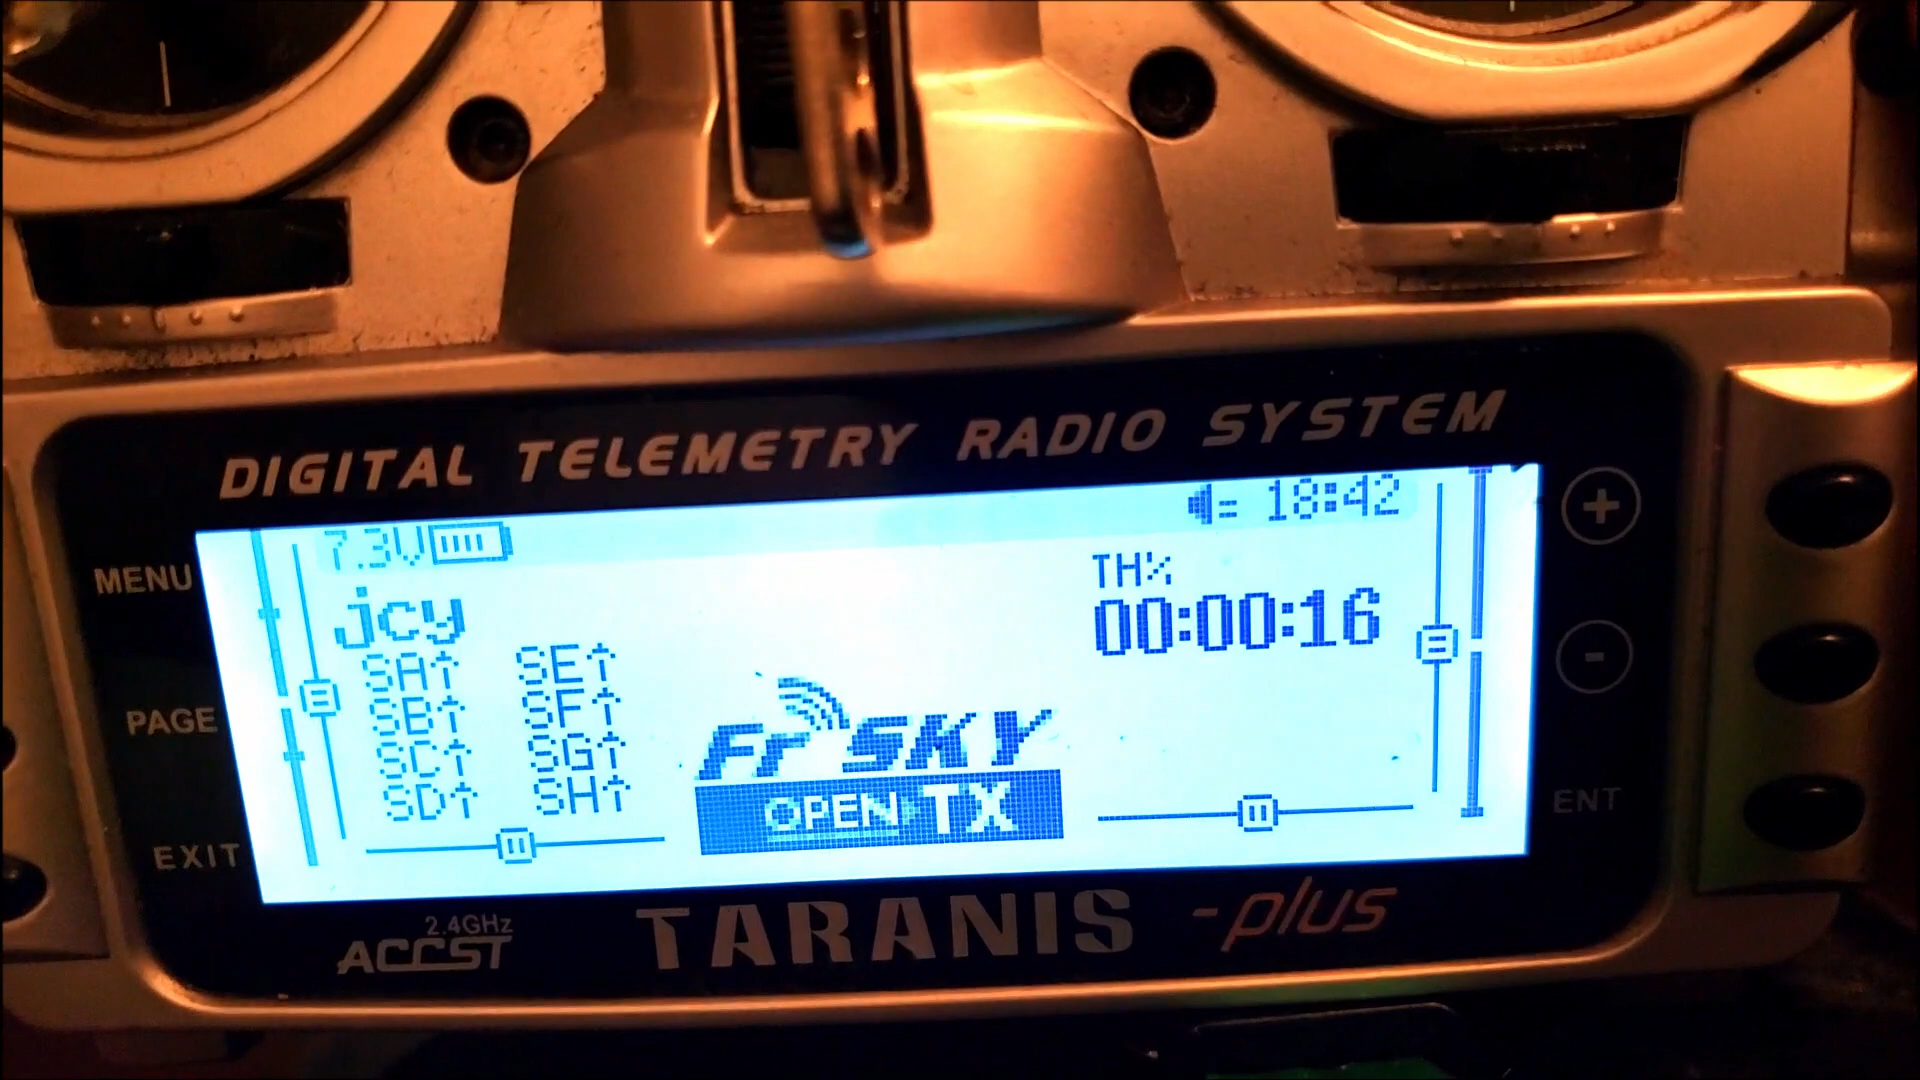 DIGITAL TELEMETRY RADIO SYSTEM
7.3V
18:42
MENU
jcy
TH%
00:00:16
SA↑ SE↑
SB↑ SF↑
SC↑ SG↑
SD↑ SH↑
PAGE
EXIT
FrSKY
OPEN TX
+
-
ENT
2.4GHz
ACCST
TARANIS -plus